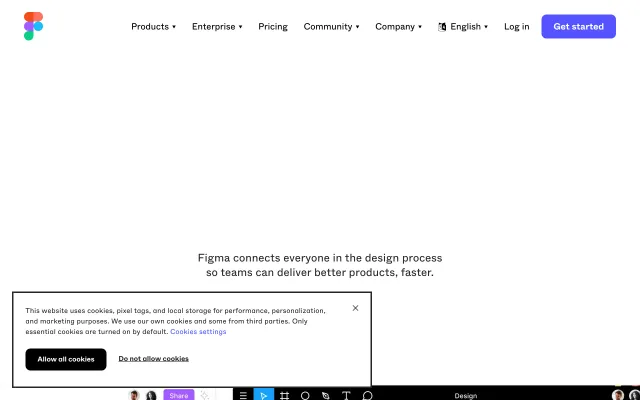 Products Enterprise Pricing Community Company English Log in Get started
Figma connects everyone in the design process
so teams can deliver better products, faster.
This website uses cookies, pixel tags, and local storage for performance, personalization,
and marketing purposes. We use our own cookies and some from third parties. Only
essential cookies are turned on by default. Cookies settings
Allow all cookies Do not allow cookies
Share Design